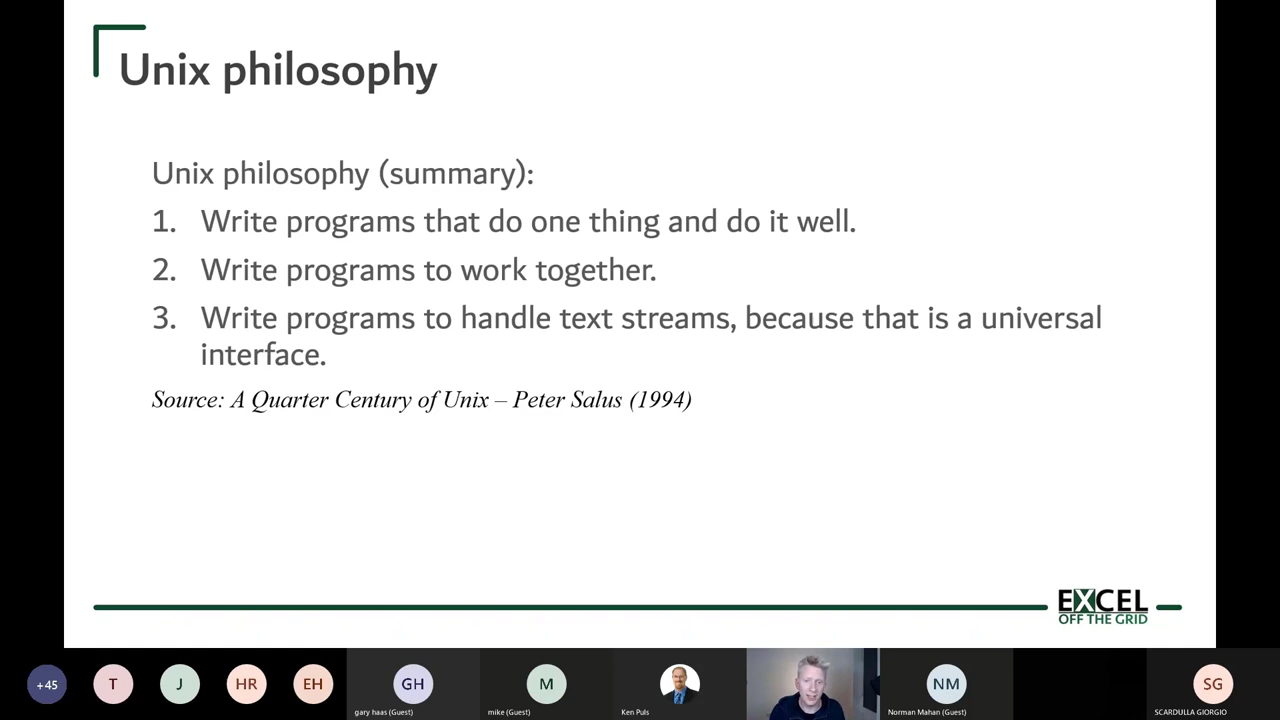 Unix philosophy
Unix philosophy (summary):
1. Write programs that do one thing and do it well.
2. Write programs to work together.
3. Write programs to handle text streams, because that is a universal
interface.
Source: A Quarter Century of Unix – Peter Salus (1994)
EXCEL
OFF THE GRID
+45
T
J
HR
EH
GH
M
NM
SG
gary haas (Guest)
mike (Guest)
Ken Puls
Norman Mahan (Guest)
SCARDULLA GIORGIO